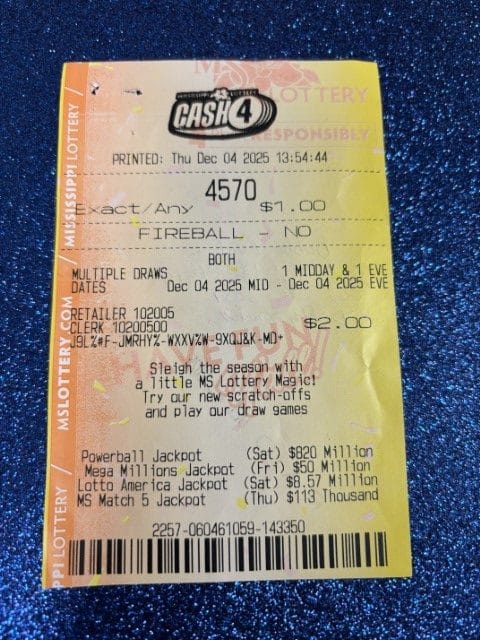 MISSISSIPPI LOTTERY
CASH 4
MS LOTTERY
RESPONSIBLY
PRINTED: Thu Dec 04 2025 13:54:44
4570
Exact/Any $1.00
FIREBALL - NO
BOTH
MULTIPLE DRAWS 1 MIDDAY & 1 EVE
DATES Dec 04 2025 MID - Dec 04 2025 EVE
RETAILER 102005
CLERK 10200500 $2.00
J9L%#F-JMRHY%-WXXV%W-9XQJ&K-MD+
HAVE FUN
Sleigh the season with
a little MS Lottery Magic!
Try our new scratch-offs
and play our draw games
Powerball Jackpot (Sat) $820 Million
Mega Millions Jackpot (Fri) $50 Million
Lotto America Jackpot (Sat) $8.57 Million
MS Match 5 Jackpot (Thu) $113 Thousand
2257-060461059-143350
MISSISSIPPI LOTTERY /
MSLOTTERY.COM /
PPI LOTTERY /